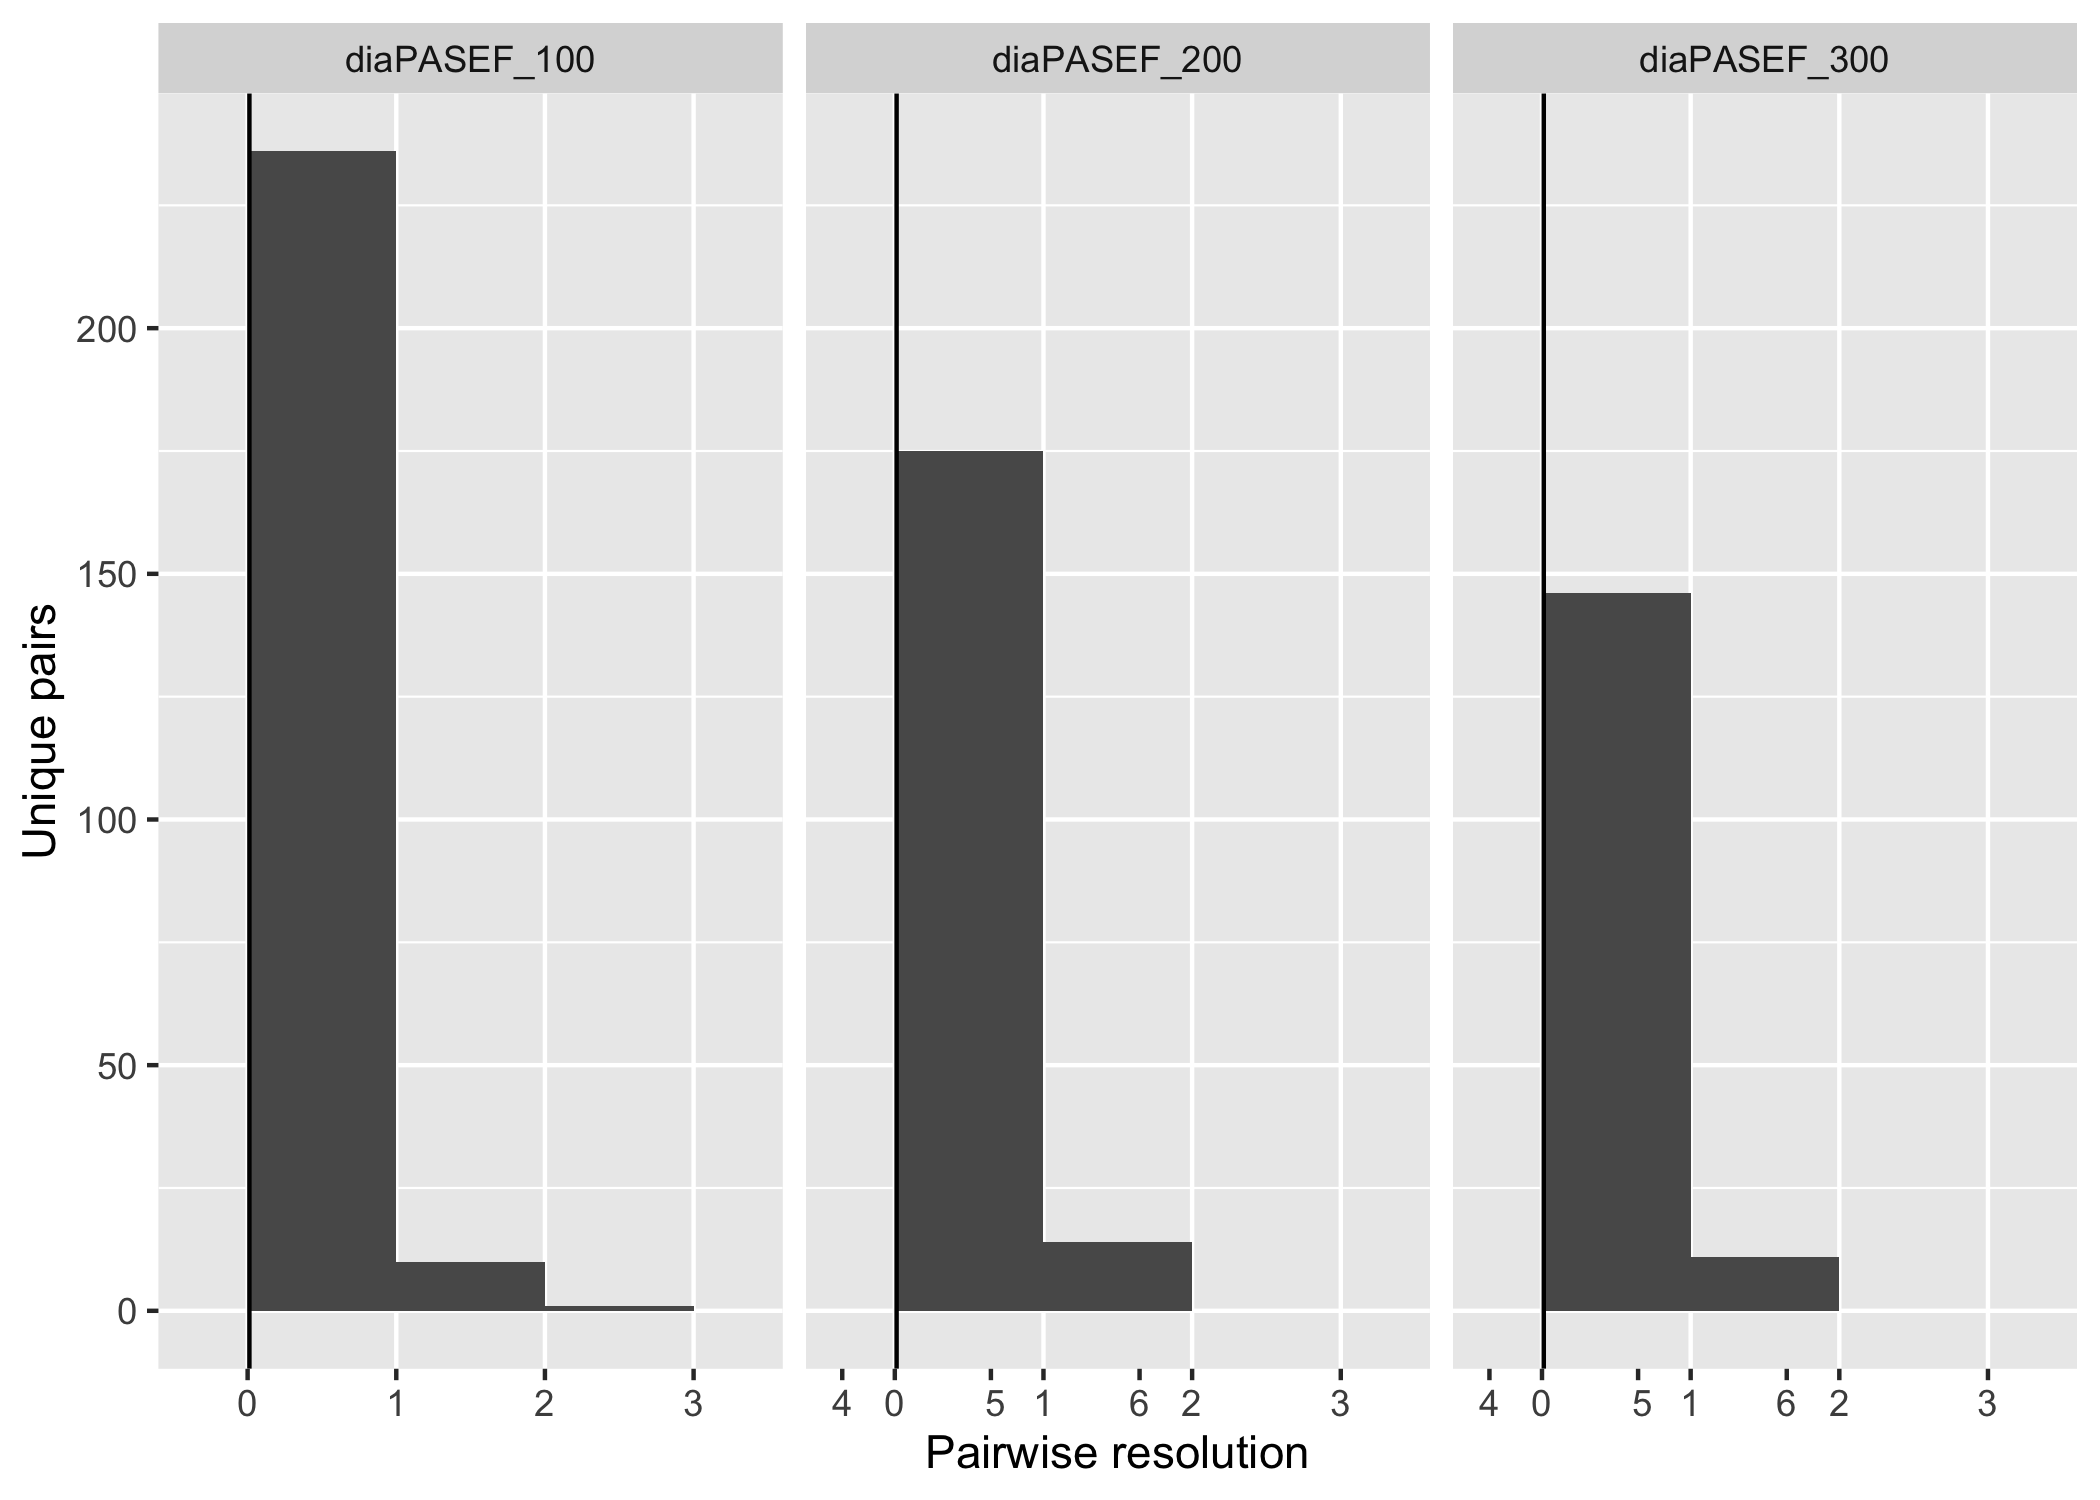 diaPASEF_100 diaPASEF_200 diaPASEF_300
200
150
100
50
0
Unique pairs
0 1 2 3 4 0 5 1 6 2 3 4 0 5 1 6 2 3
Pairwise resolution